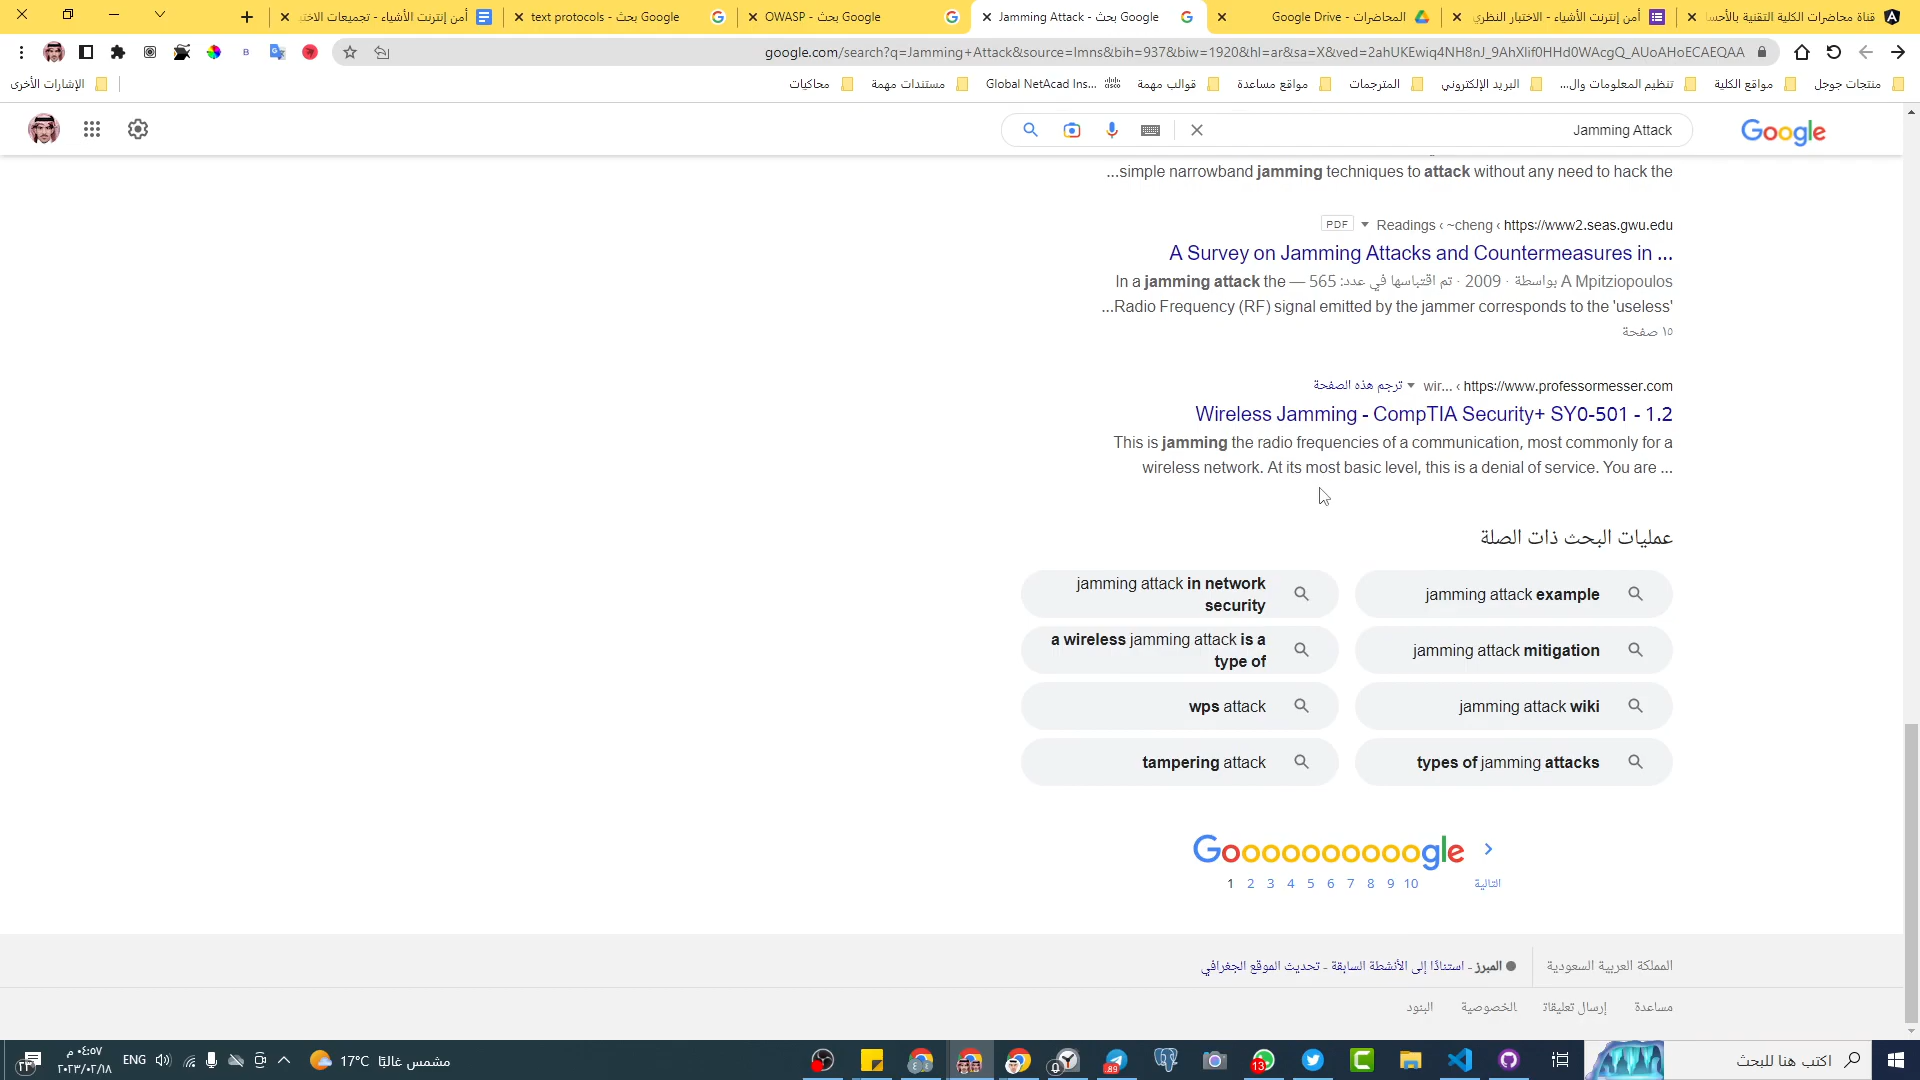 قناة محاضرات الكلية التقنية بالأحسا
أمن إنترنت الأشياء - الاختبار النظري
المحاضرات - Google Drive
Jamming Attack - بحث Google
OWASP - بحث Google
text protocols - بحث Google
أمن إنترنت الأشياء - تجميعات الاختبا
google.com/search?q=Jamming+Attack&source=lmns&bih=937&biw=1920&hl=ar&sa=X&ved=2ahUKEwiq4NH8nJ_9AhXlif0HHd0WAcgQ_AUoAHoECAEQAA
منتجات جوجل
مواقع الكلية
تنظيم المعلومات وال...
البريد الإلكتروني
المترجمات
مواقع مساعدة
قوالب مهمة
Global NetAcad Ins...
مستندات مهمة
محاكيات
الإشارات الأخرى
Google
Jamming Attack
...simple narrowband jamming techniques to attack without any need to hack the
https://www2.seas.gwu.edu › ~cheng › Readings PDF
A Survey on Jamming Attacks and Countermeasures in ...
بواسطة A Mpitziopoulos · 2009 · تم اقتباسها في عدد: 565 — In a jamming attack the
...Radio Frequency (RF) signal emitted by the jammer corresponds to the 'useless'
١٥ صفحة
https://www.professormesser.com › wir... ترجم هذه الصفحة
Wireless Jamming - CompTIA Security+ SY0-501 - 1.2
This is jamming the radio frequencies of a communication, most commonly for a
wireless network. At its most basic level, this is a denial of service. You are ...
عمليات البحث ذات الصلة
jamming attack example
jamming attack in network
security
jamming attack mitigation
a wireless jamming attack is a
type of
jamming attack wiki
wps attack
types of jamming attacks
tampering attack
Goooooooooogle
1 2 3 4 5 6 7 8 9 10 التالية
المملكة العربية السعودية
المبرز - استنادًا إلى الأنشطة السابقة - تحديث الموقع الجغرافي
مساعدة
إرسال تعليقات
الخصوصية
البنود
اكتب هنا للبحث
13
.89
0
17°C مشمس غالبًا
ENG
٠٤:٥٧ م
٢٠٢٣/٠٢/١٨